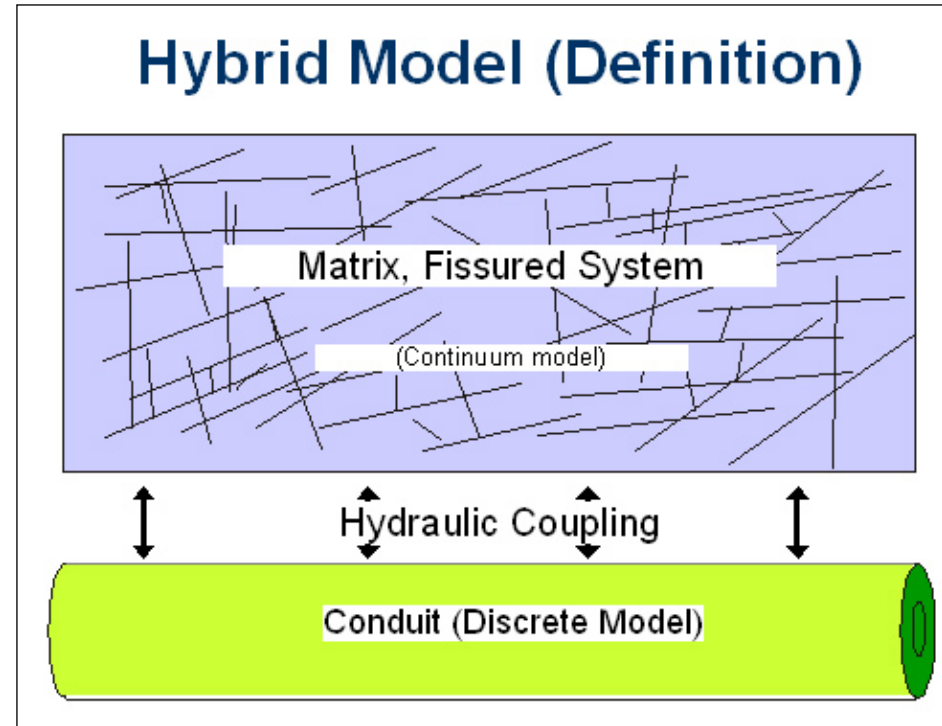 Hybrid Model (Definition)
Matrix, Fissured System
(Continuum model)
Hydraulic Coupling
Conduit (Discrete Model)